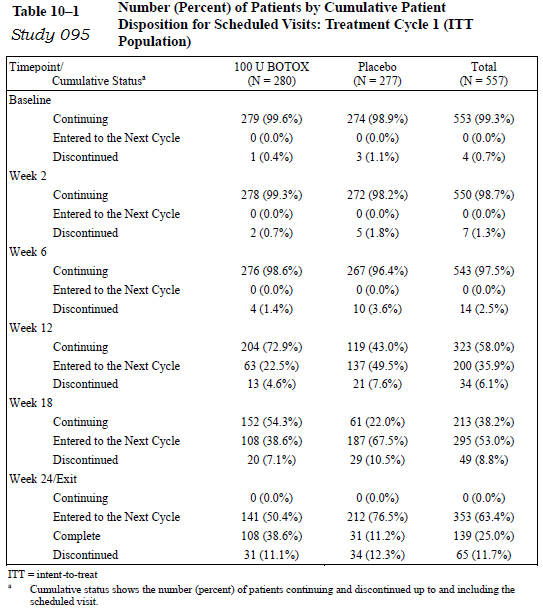 Table 10–1 Number (Percent) of Patients by Cumulative Patient
Study 095 Disposition for Scheduled Visits: Treatment Cycle 1 (ITT
Population)
Timepoint/ 100 U BOTOX Placebo Total
Cumulative Statusª (N = 280) (N = 277) (N = 557)
Baseline
Continuing 279 (99.6%) 274 (98.9%) 553 (99.3%)
Entered to the Next Cycle 0 (0.0%) 0 (0.0%) 0 (0.0%)
Discontinued 1 (0.4%) 3 (1.1%) 4 (0.7%)
Week 2
Continuing 278 (99.3%) 272 (98.2%) 550 (98.7%)
Entered to the Next Cycle 0 (0.0%) 0 (0.0%) 0 (0.0%)
Discontinued 2 (0.7%) 5 (1.8%) 7 (1.3%)
Week 6
Continuing 276 (98.6%) 267 (96.4%) 543 (97.5%)
Entered to the Next Cycle 0 (0.0%) 0 (0.0%) 0 (0.0%)
Discontinued 4 (1.4%) 10 (3.6%) 14 (2.5%)
Week 12
Continuing 204 (72.9%) 119 (43.0%) 323 (58.0%)
Entered to the Next Cycle 63 (22.5%) 137 (49.5%) 200 (35.9%)
Discontinued 13 (4.6%) 21 (7.6%) 34 (6.1%)
Week 18
Continuing 152 (54.3%) 61 (22.0%) 213 (38.2%)
Entered to the Next Cycle 108 (38.6%) 187 (67.5%) 295 (53.0%)
Discontinued 20 (7.1%) 29 (10.5%) 49 (8.8%)
Week 24/Exit
Continuing 0 (0.0%) 0 (0.0%) 0 (0.0%)
Entered to the Next Cycle 141 (50.4%) 212 (76.5%) 353 (63.4%)
Complete 108 (38.6%) 31 (11.2%) 139 (25.0%)
Discontinued 31 (11.1%) 34 (12.3%) 65 (11.7%)
ITT = intent-to-treat
ª Cumulative status shows the number (percent) of patients continuing and discontinued up to and including the
scheduled visit.